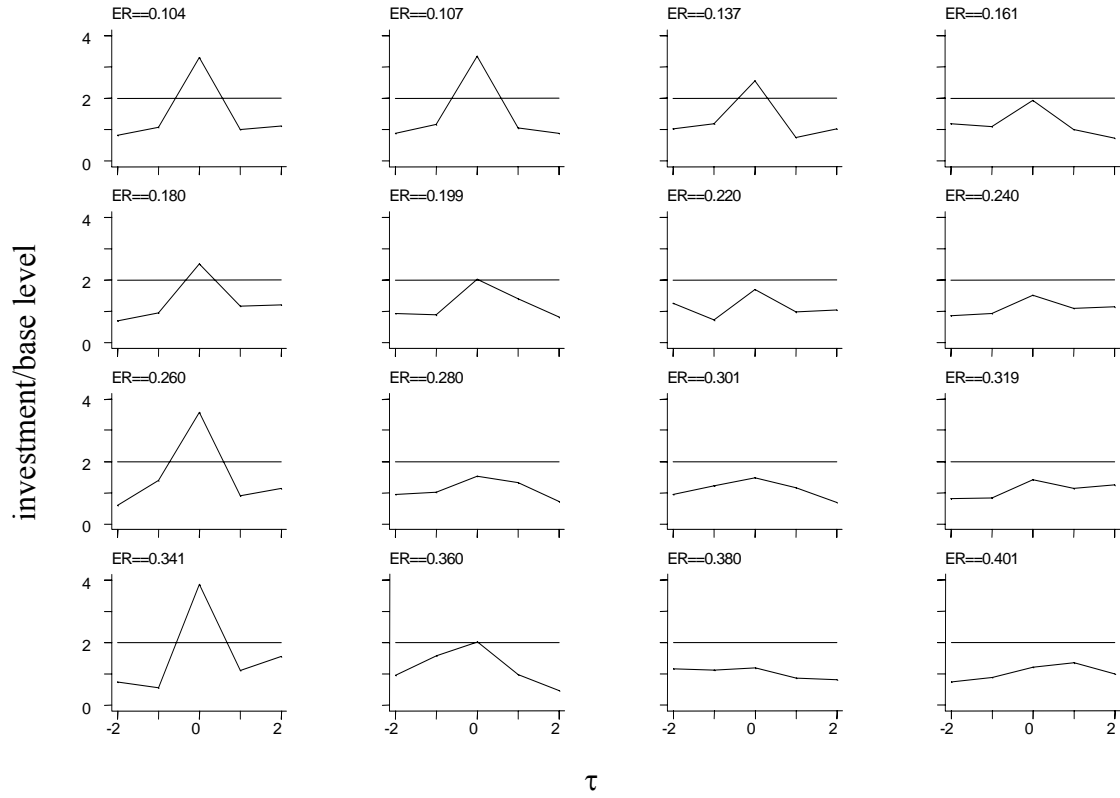 ER==0.104 ER==0.107 ER==0.137 ER==0.161
4
2
0
ER==0.180 ER==0.199 ER==0.220 ER==0.240
4
2
0
ER==0.260 ER==0.280 ER==0.301 ER==0.319
4
2
0
ER==0.341 ER==0.360 ER==0.380 ER==0.401
4
2
0
-2 0 2 -2 0 2 -2 0 2 -2 0 2
investment/base level
τ